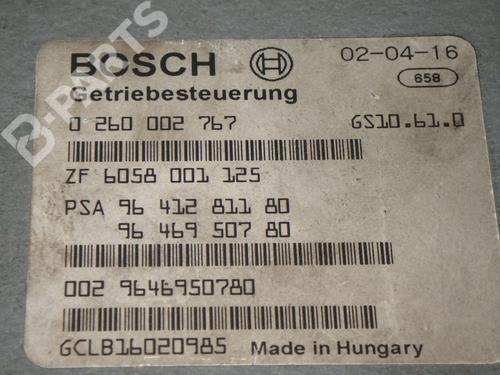 BOSCH 02-04-16
658
Getriebesteuerung
0 260 002 767 GS10.61.0
ZF 6058 001 125
PSA 96 412 811 80
96 469 507 80
002 9646950780
GCLB16020985 Made in Hungary
B-PARTS